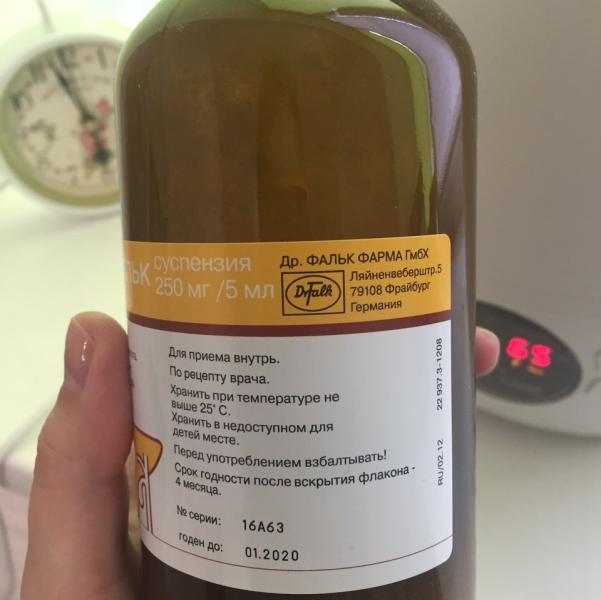 суспензия
250 мг /5 мл
Др. ФАЛЬК ФАРМА ГмбХ
Dr Falk
Ляйненвеберштр.5
79108 Фрайбург
Германия
Для приема внутрь.
По рецепту врача.
Хранить при температуре не
выше 25° С.
Хранить в недоступном для
детей месте.
Перед употреблением взбалтывать!
Срок годности после вскрытия флакона -
4 месяца.
№ серии: 16A63
годен до: 01.2020
RU/02.12
22 937.3-1208